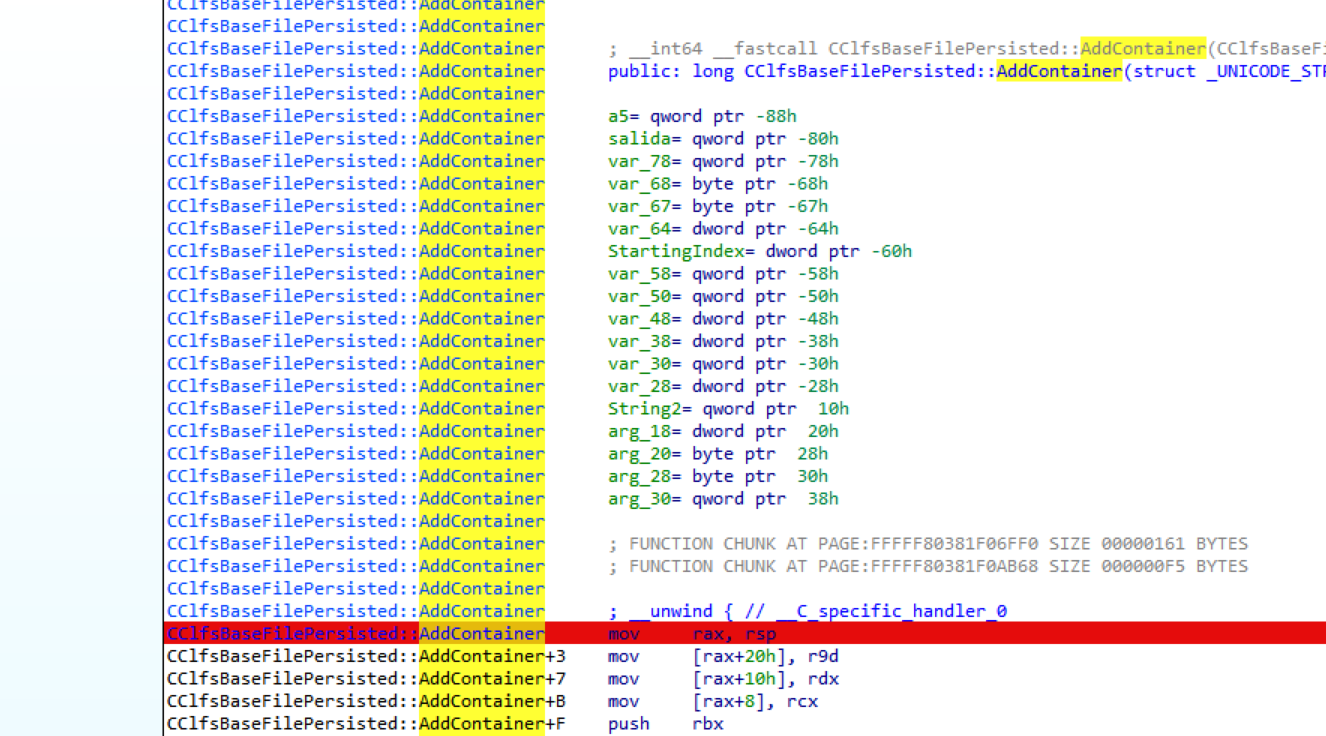 CClfsBaseFilePersisted::AddContainer
CClfsBaseFilePersisted::AddContainer
CClfsBaseFilePersisted::AddContainer ; __int64 __fastcall CClfsBaseFilePersisted::AddContainer(CClfsBaseFi
CClfsBaseFilePersisted::AddContainer public: long CClfsBaseFilePersisted::AddContainer(struct _UNICODE_STR
CClfsBaseFilePersisted::AddContainer
CClfsBaseFilePersisted::AddContainer a5= qword ptr -88h
CClfsBaseFilePersisted::AddContainer salida= qword ptr -80h
CClfsBaseFilePersisted::AddContainer var_78= qword ptr -78h
CClfsBaseFilePersisted::AddContainer var_68= byte ptr -68h
CClfsBaseFilePersisted::AddContainer var_67= byte ptr -67h
CClfsBaseFilePersisted::AddContainer var_64= dword ptr -64h
CClfsBaseFilePersisted::AddContainer StartingIndex= dword ptr -60h
CClfsBaseFilePersisted::AddContainer var_58= qword ptr -58h
CClfsBaseFilePersisted::AddContainer var_50= qword ptr -50h
CClfsBaseFilePersisted::AddContainer var_48= dword ptr -48h
CClfsBaseFilePersisted::AddContainer var_38= dword ptr -38h
CClfsBaseFilePersisted::AddContainer var_30= qword ptr -30h
CClfsBaseFilePersisted::AddContainer var_28= dword ptr -28h
CClfsBaseFilePersisted::AddContainer String2= qword ptr  10h
CClfsBaseFilePersisted::AddContainer arg_18= dword ptr  20h
CClfsBaseFilePersisted::AddContainer arg_20= byte ptr  28h
CClfsBaseFilePersisted::AddContainer arg_28= byte ptr  30h
CClfsBaseFilePersisted::AddContainer arg_30= qword ptr  38h
CClfsBaseFilePersisted::AddContainer
CClfsBaseFilePersisted::AddContainer ; FUNCTION CHUNK AT PAGE:FFFFF80381F06FF0 SIZE 00000161 BYTES
CClfsBaseFilePersisted::AddContainer ; FUNCTION CHUNK AT PAGE:FFFFF80381F0AB68 SIZE 000000F5 BYTES
CClfsBaseFilePersisted::AddContainer
CClfsBaseFilePersisted::AddContainer ; __unwind { // __C_specific_handler_0
CClfsBaseFilePersisted::AddContainer mov rax, rsp
CClfsBaseFilePersisted::AddContainer+3 mov [rax+20h], r9d
CClfsBaseFilePersisted::AddContainer+7 mov [rax+10h], rdx
CClfsBaseFilePersisted::AddContainer+B mov [rax+8], rcx
CClfsBaseFilePersisted::AddContainer+F push rbx